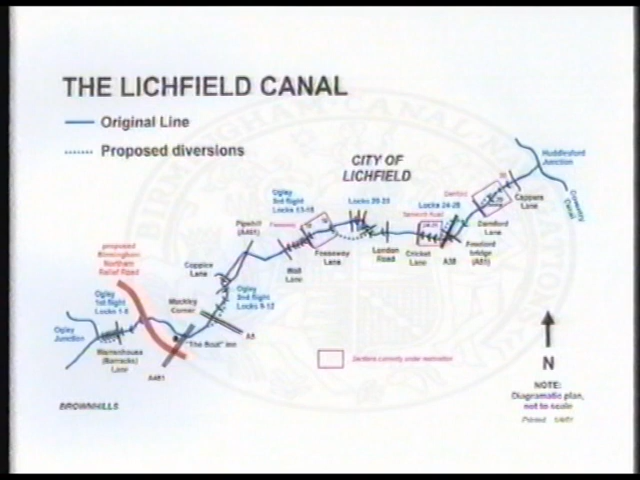 THE LICHFIELD CANAL
Original Line
Proposed diversions
CITY OF
LICHFIELD
Huddlesford
Junction
Coventry
Canal
Cappers
Lane
Darnford
Lane
Locks 24-26
Freeford
bridge
(A51)
A38
Cricket
Lane
London
Road
Locks 20-23
Ogley
3rd flight
Locks 13-18
Fosseway
Lane
Wall
Lane
Pipehill
(A461)
Coppice
Lane
Ogley
2nd flight
Locks 9-12
proposed
Birmingham
Northern
Relief Road
Muckley
Corner
A5
"The Boat" Inn
Ogley
1st flight
Locks 1-8
Ogley
Junction
Warrenhouse
(Barracks)
Lane
A461
BROWNHILLS
Sections currently under restoration
N
NOTE:
Diagramatic plan,
not to scale
Printed